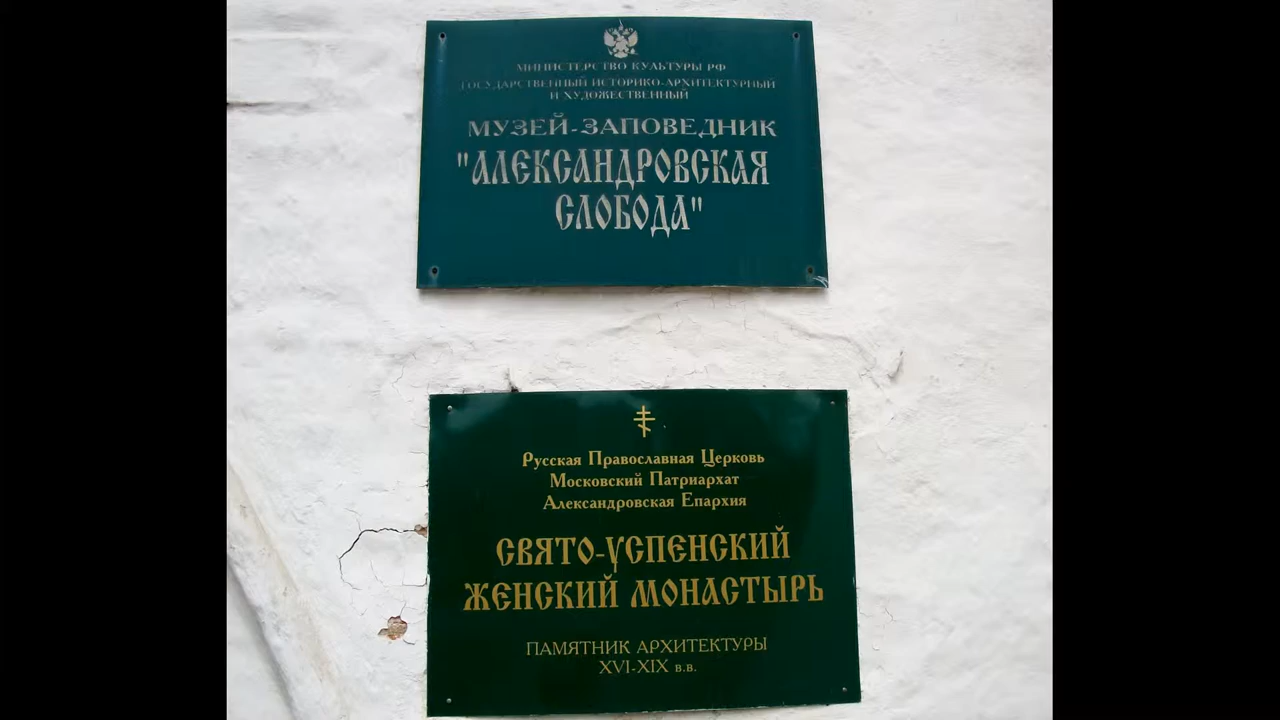 МИНИСТЕРСТВО КУЛЬТУРЫ РФ
ГОСУДАРСТВЕННЫЙ ИСТОРИКО-АРХИТЕКТУРНЫЙ
И ХУДОЖЕСТВЕННЫЙ
МУЗЕЙ-ЗАПОВЕДНИК
"АЛЕКСАНДРОВСКАЯ
СЛОБОДА"
Русская Православная Церковь
Московский Патриархат
Александровская Епархия
СВЯТО-УСПЕНСКИЙ
ЖЕНСКИЙ МОНАСТЫРЬ
ПАМЯТНИК АРХИТЕКТУРЫ
XVI-XIX в.в.